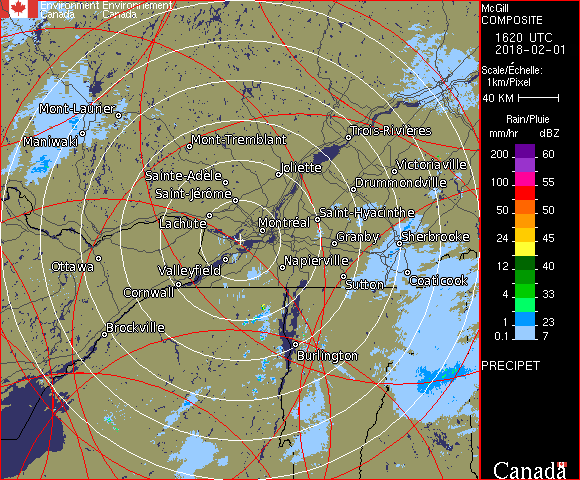 Environment Environnement
Canada Canada
Mont-Laurier
Maniwaki
Mont-Tremblant
Trois-Rivières
Joliette
Victoriaville
Sainte-Adèle
Drummondville
Saint-Jérôme
Saint-Hyacinthe
Lachute
Montréal
Granby
Sherbrooke
Ottawa
Valleyfield
Napierville
Coaticook
Cornwall
Sutton
Brockville
Burlington
McGill
COMPOSITE
1620 UTC
2018-02-01
Scale/Échelle:
1km/Pixel
40 KM
Rain/Pluie
mm/hr dBZ
200 60
100 55
50 50
24 45
12 40
4 33
1 23
0.1 7
PRECIPET
Canada